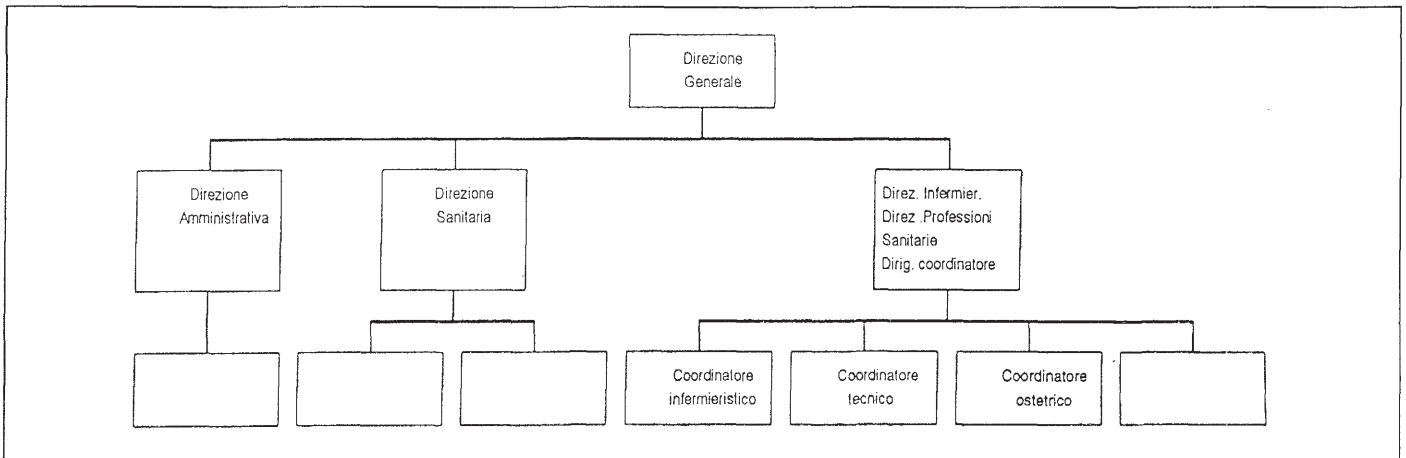 Direzione
Generale
Direzione
Amministrativa
Direzione
Sanitaria
Direz. Infermier.
Direz .Professioni
Sanitarie
Dirig. coordinatore
Coordinatore
infermieristico
Coordinatore
tecnico
Coordinatore
ostetrico